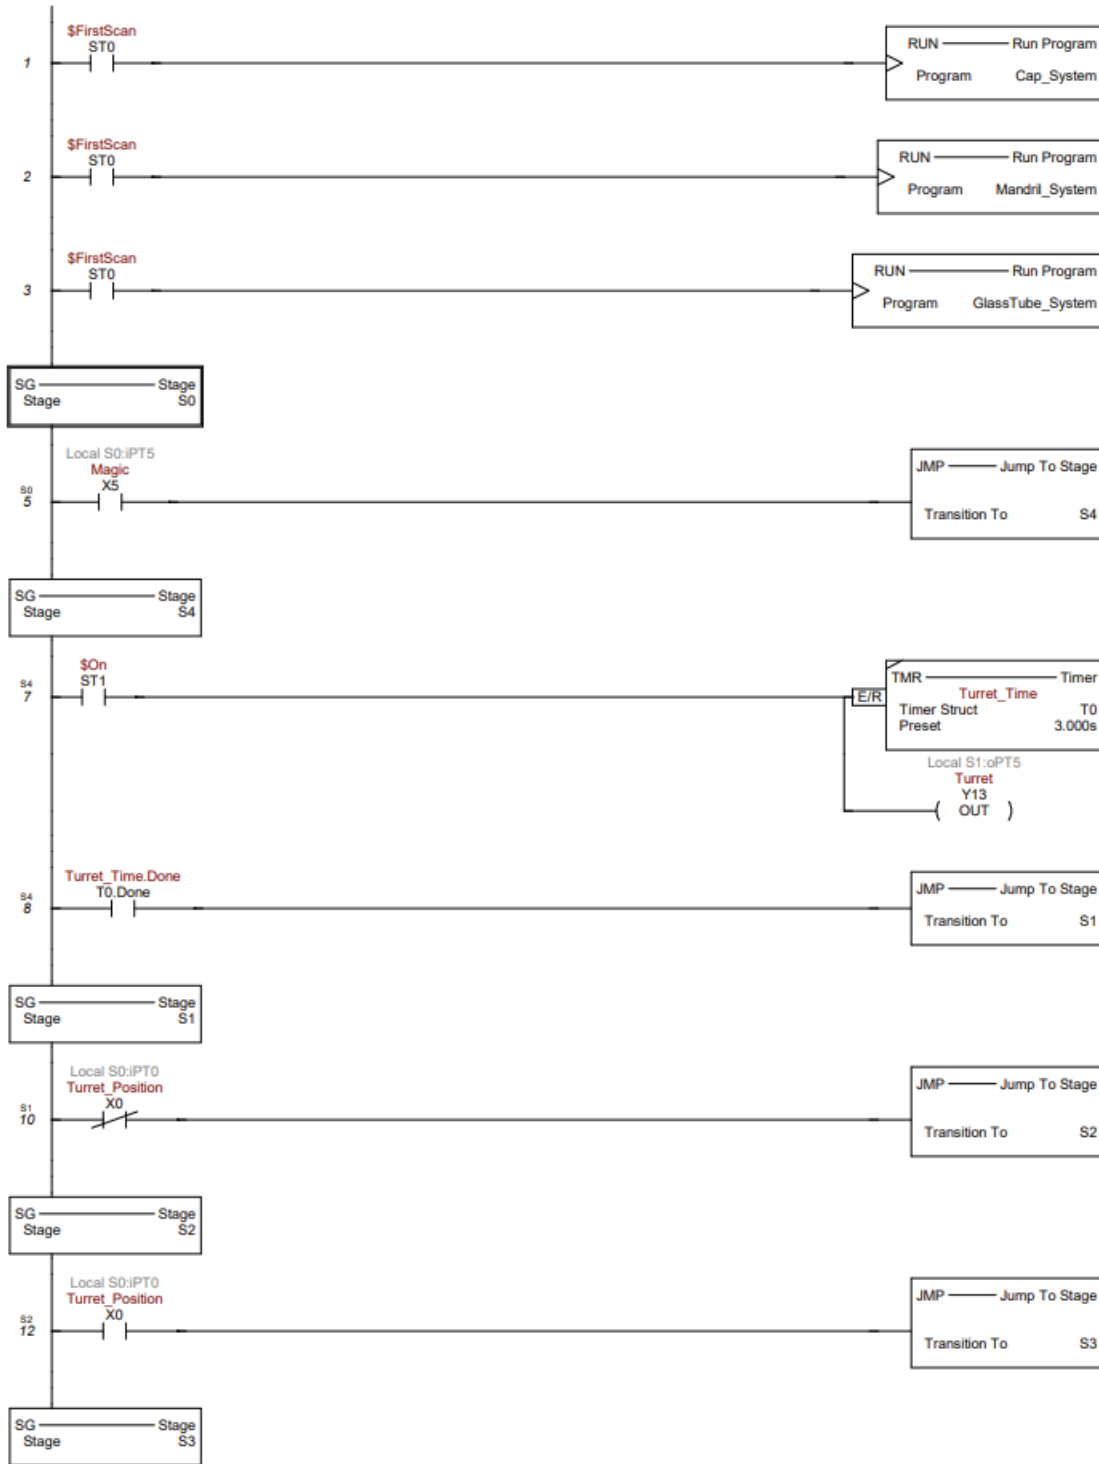 $FirstScan
ST0
1
RUN Run Program
Program Cap_System
$FirstScan
ST0
2
RUN Run Program
Program Mandril_System
$FirstScan
ST0
3
RUN Run Program
Program GlassTube_System
SG Stage
Stage S0
Local S0:iPT5
Magic
X5
S0
5
JMP Jump To Stage
Transition To S4
SG Stage
Stage S4
$On
ST1
S4
7
E/R
TMR Timer
Turret_Time
Timer Struct T0
Preset 3.000s
Local S1:oPT5
Turret
Y13
OUT
Turret_Time.Done
T0.Done
S4
8
JMP Jump To Stage
Transition To S1
SG Stage
Stage S1
Local S0:iPT0
Turret_Position
X0
S1
10
JMP Jump To Stage
Transition To S2
SG Stage
Stage S2
Local S0:iPT0
Turret_Position
X0
S2
12
JMP Jump To Stage
Transition To S3
SG Stage
Stage S3